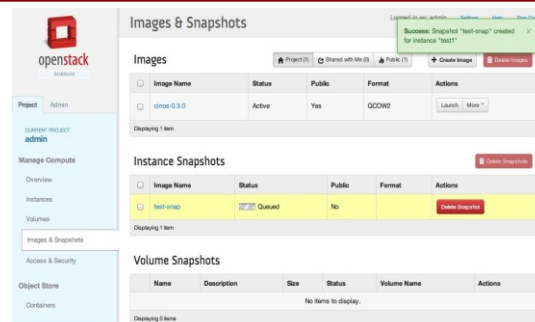 Images & Snapshots
Logged in as: admin Settings Help Sign Out
Success: Snapshot "test-snap" created
for instance "test1"
openstack
DASHBOARD
Project Admin
CURRENT PROJECT
admin
Manage Compute
Overview
Instances
Volumes
Images & Snapshots
Access & Security
Object Store
Containers
Images
Project (1) Shared with Me (0) Public (1) + Create Image Delete Images
Image Name Status Public Format Actions
cirros-0.3.0 Active Yes QCOW2 Launch More
Displaying 1 item
Instance Snapshots
Delete Snapshots
Image Name Status Public Format Actions
test-snap Queued No Delete Snapshot
Displaying 1 item
Volume Snapshots
Name Description Size Status Volume Name Actions
No items to display.
Displaying 0 items